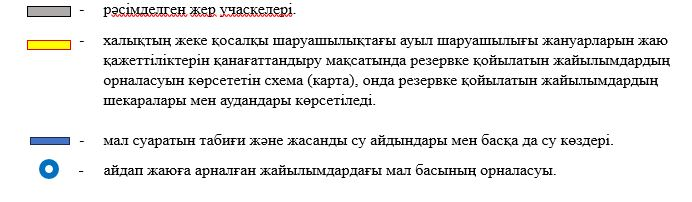 - рәсімделген жер учаскелері.
- халықтың жеке қосалқы шаруашылықтағы ауыл шаруашылығы жануарларын жаю
қажеттіліктерін қанағаттандыру мақсатында резервке қойылатын жайылымдардың
орналасуын көрсететін схема (карта), онда резервке қойылатын жайылымдардың
шекаралары мен аудандары көрсетіледі.
- мал суаратын табиғи және жасанды су айдындары мен басқа да су көздері.
- айдап жаюға арналған жайылымдардағы мал басының орналасуы.